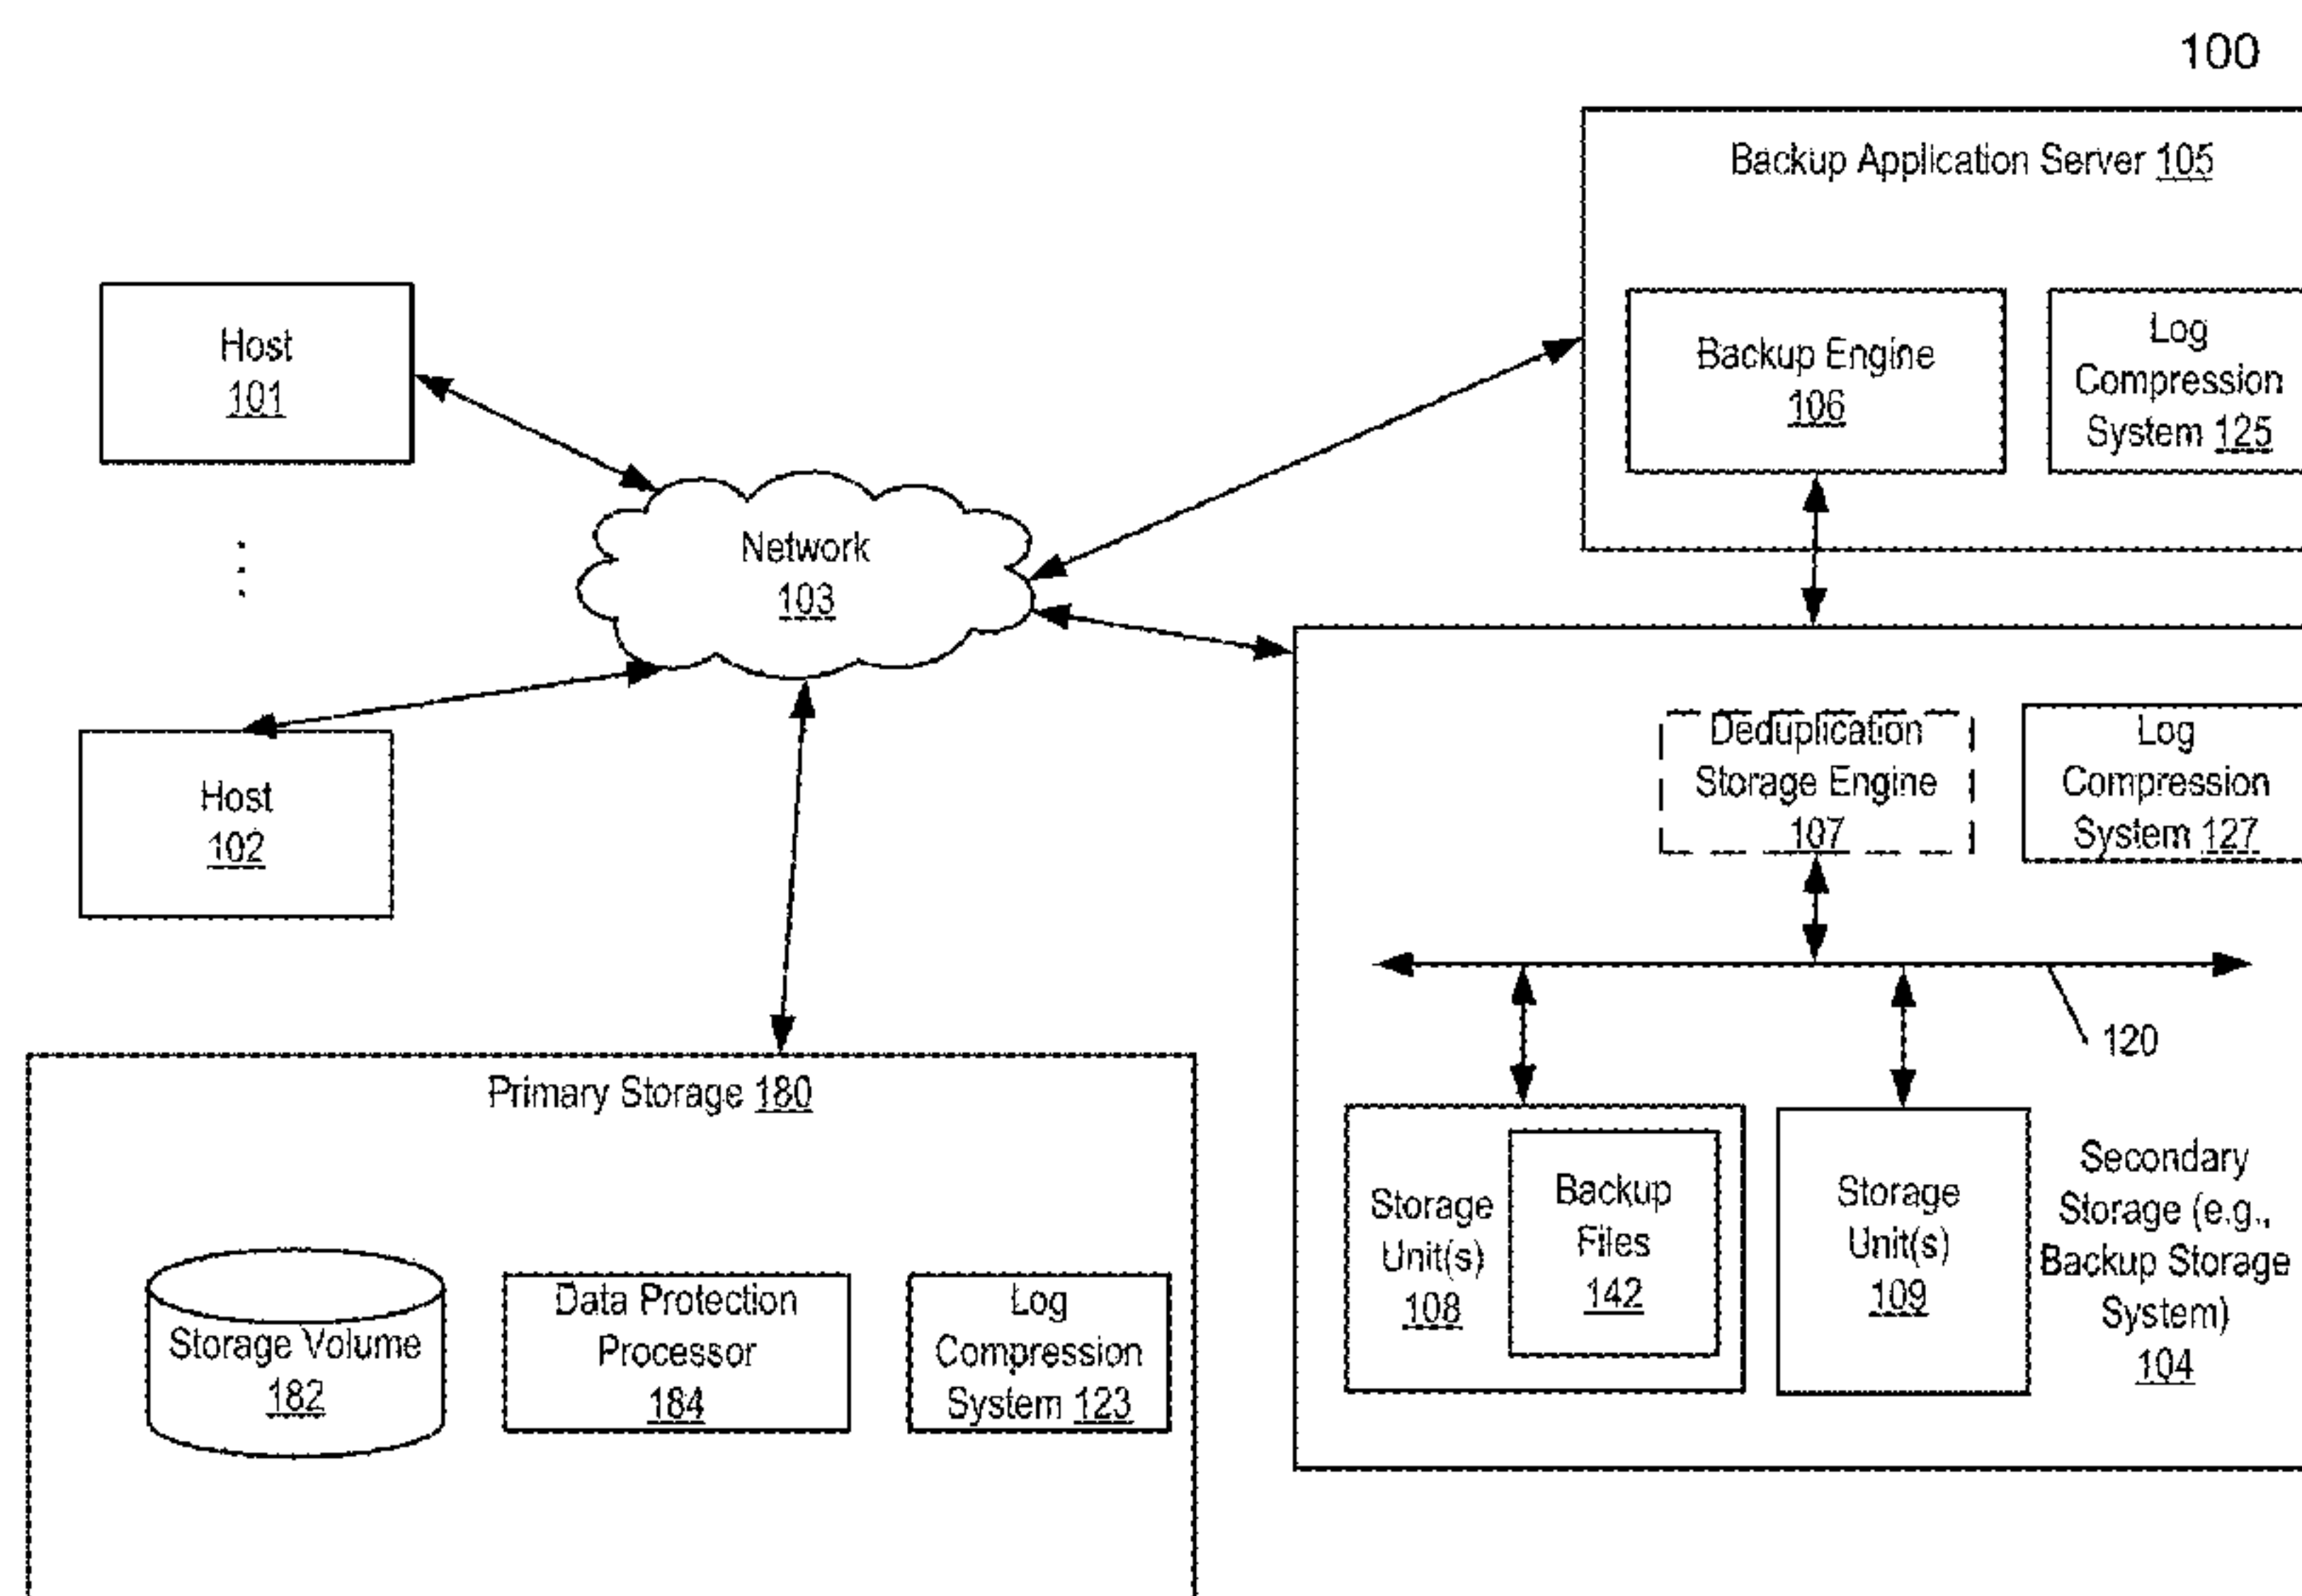 100
Backup Application Server 105
Backup Engine
106
Log
Compression
System 125
Host
101
Network
103
Host
102
Deduplication
Storage Engine
107
Log
Compression
System 127
120
Storage
Unit(s)
108
Backup
Files
142
Storage
Unit(s)
109
Secondary
Storage (e.g.,
Backup Storage
System)
104
Primary Storage 180
Storage Volume
182
Data Protection
Processor
184
Log
Compression
System 123